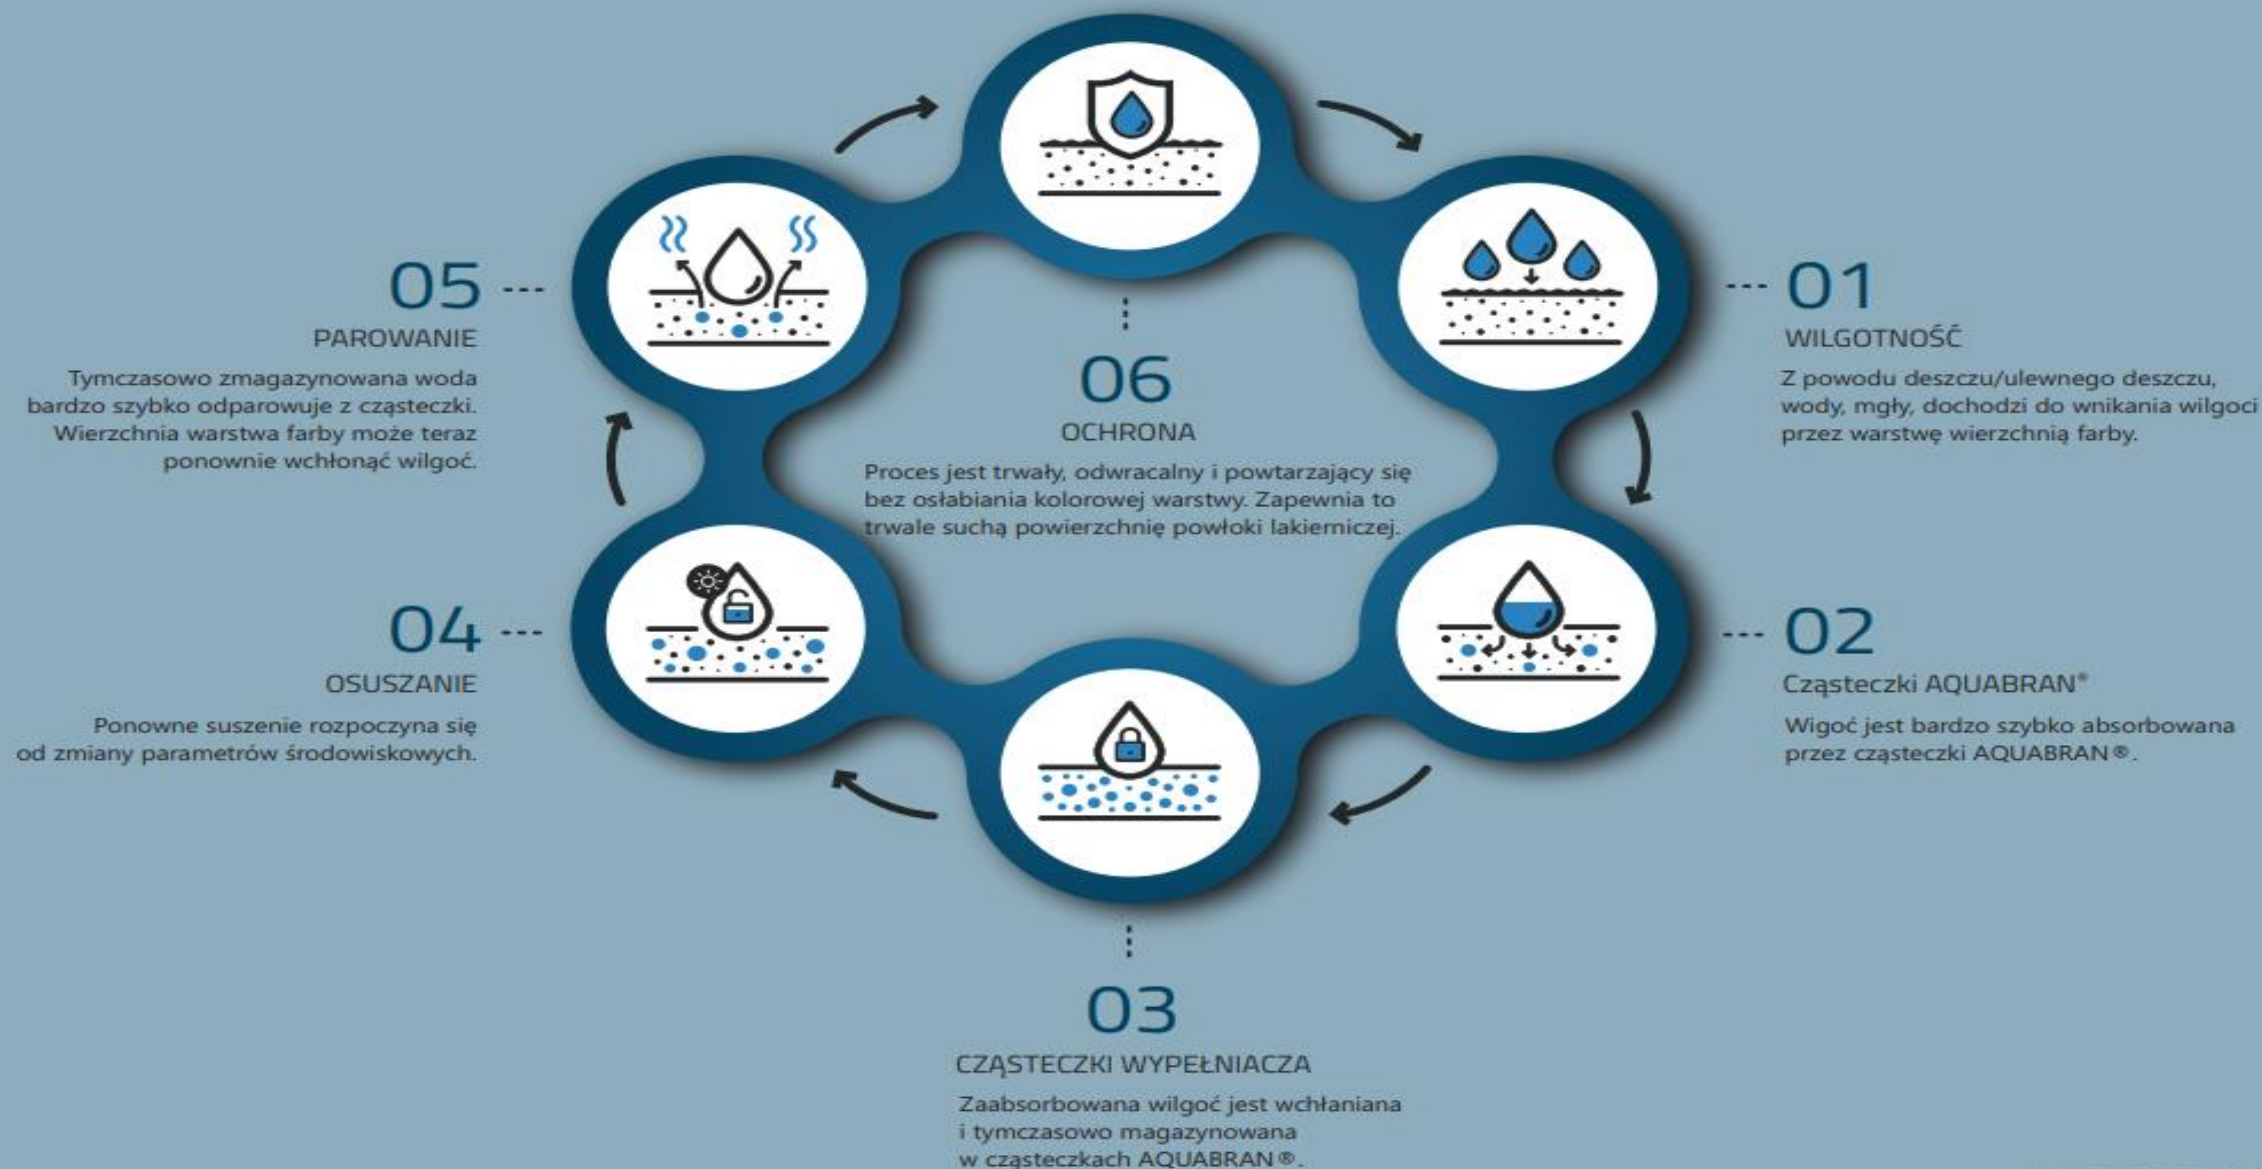 01
WILGOTNOŚĆ
Z powodu deszczu/ulewnego deszczu,
wody, mgły, dochodzi do wnikania wilgoci
przez warstwę wierzchnią farby.
02
Cząsteczki AQUABRAN®
Wigoć jest bardzo szybko absorbowana
przez cząsteczki AQUABRAN®.
03
CZĄSTECZKI WYPEŁNIACZA
Zaabsorbowana wilgoć jest wchłaniana
i tymczasowo magazynowana
w cząsteczkach AQUABRAN®.
04
OSUSZANIE
Ponowne suszenie rozpoczyna się
od zmiany parametrów środowiskowych.
05
PAROWANIE
Tymczasowo zmagazynowana woda
bardzo szybko odparowuje z cząsteczki.
Wierzchnia warstwa farby może teraz
ponownie wchłonąć wilgoć.
06
OCHRONA
Proces jest trwały, odwracalny i powtarzający się
bez osłabiania kolorowej warstwy. Zapewnia to
trwale suchą powierzchnię powłoki lakierniczej.